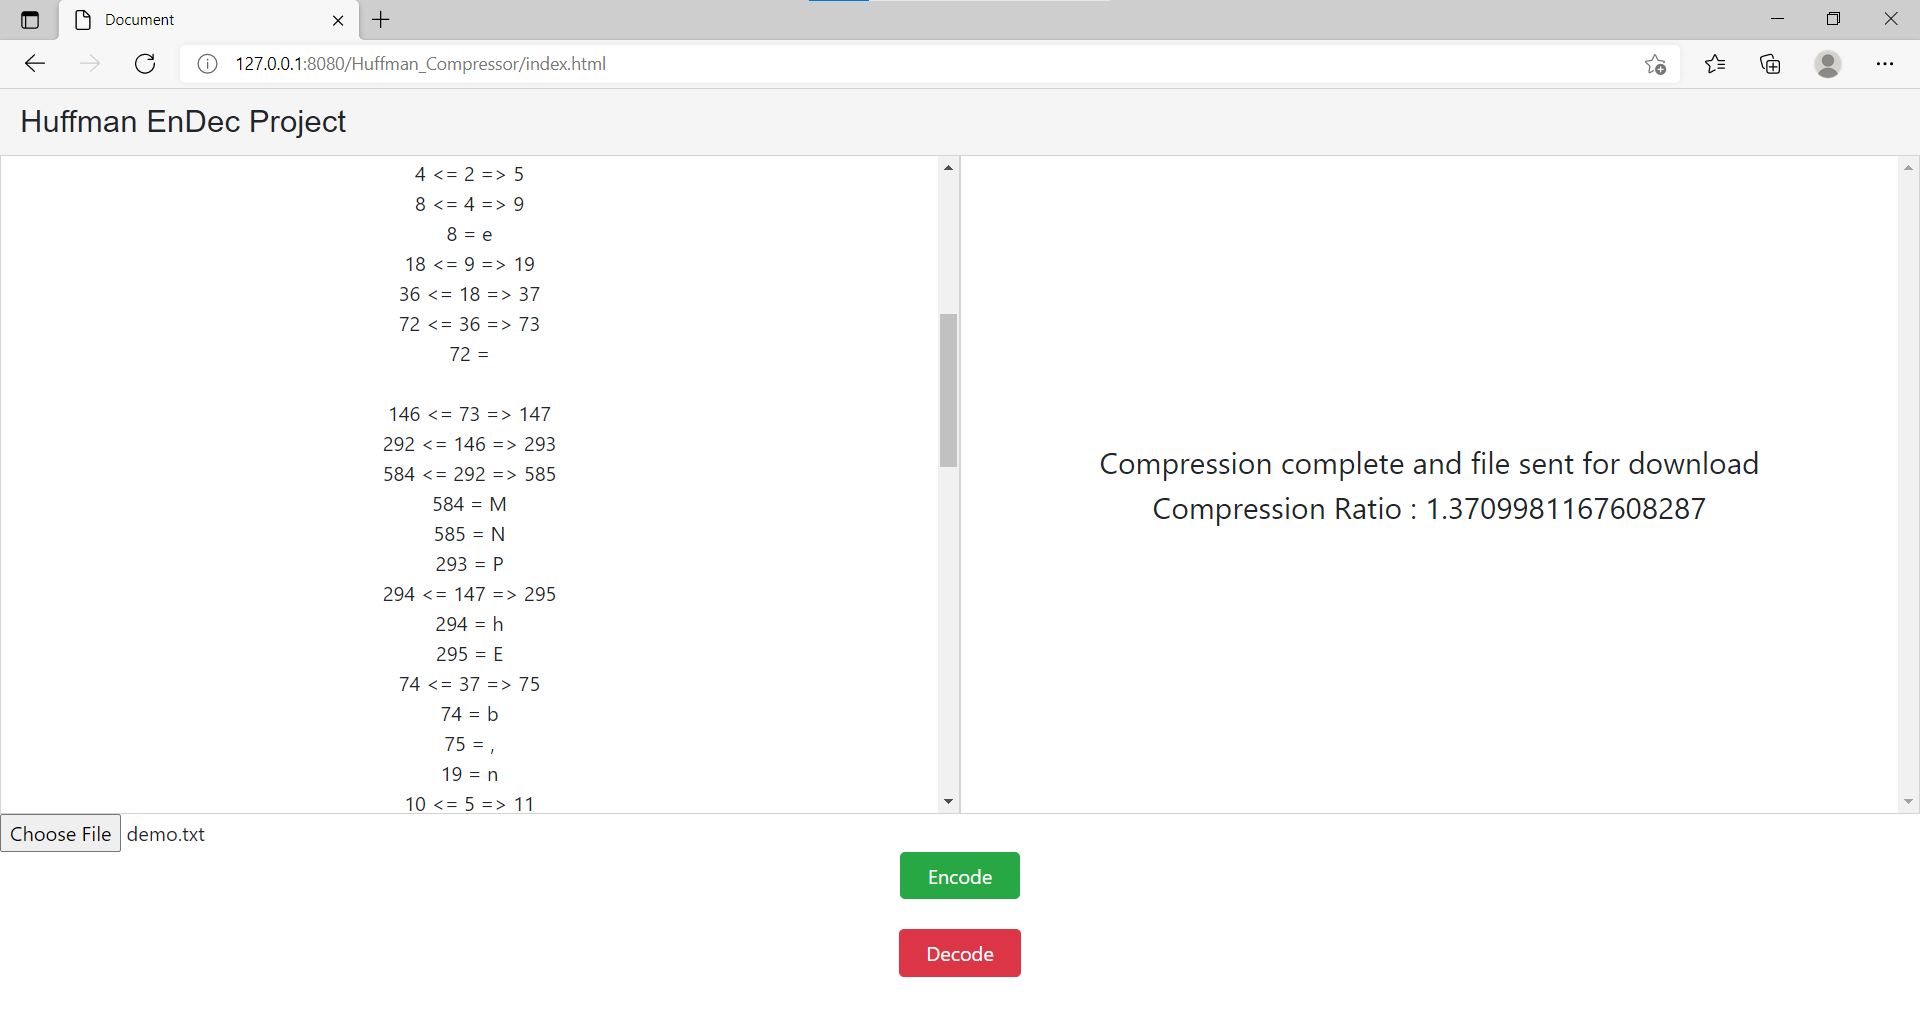 Document
127.0.0.1:8080/Huffman_Compressor/index.html
Huffman EnDec Project
4 <= 2 => 5
8 <= 4 => 9
8 = e
18 <= 9 => 19
36 <= 18 => 37
72 <= 36 => 73
72 =
146 <= 73 => 147
292 <= 146 => 293
584 <= 292 => 585
584 = M
585 = N
293 = P
294 <= 147 => 295
294 = h
295 = E
74 <= 37 => 75
74 = b
75 = ,
19 = n
10 <= 5 => 11
Compression complete and file sent for download
Compression Ratio : 1.3709981167608287
Choose File demo.txt
Encode
Decode